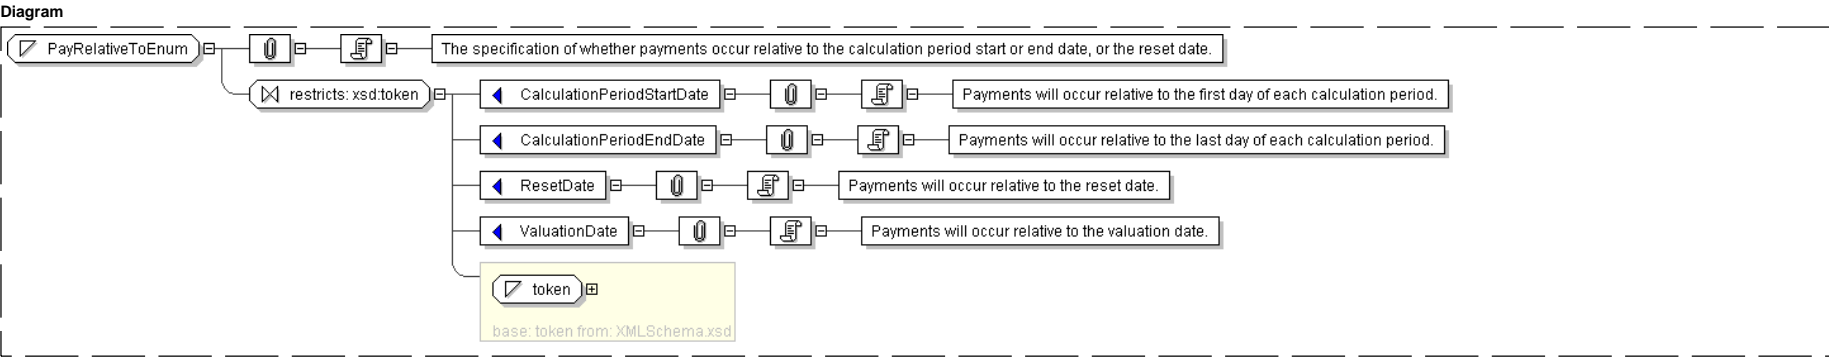 Diagram
PayRelativeToEnum
The specification of whether payments occur relative to the calculation period start or end date, or the reset date.
restricts: xsd:token
CalculationPeriodStartDate
Payments will occur relative to the first day of each calculation period.
CalculationPeriodEndDate
Payments will occur relative to the last day of each calculation period.
ResetDate
Payments will occur relative to the reset date.
ValuationDate
Payments will occur relative to the valuation date.
token
base: token from: XMLSchema.xsd